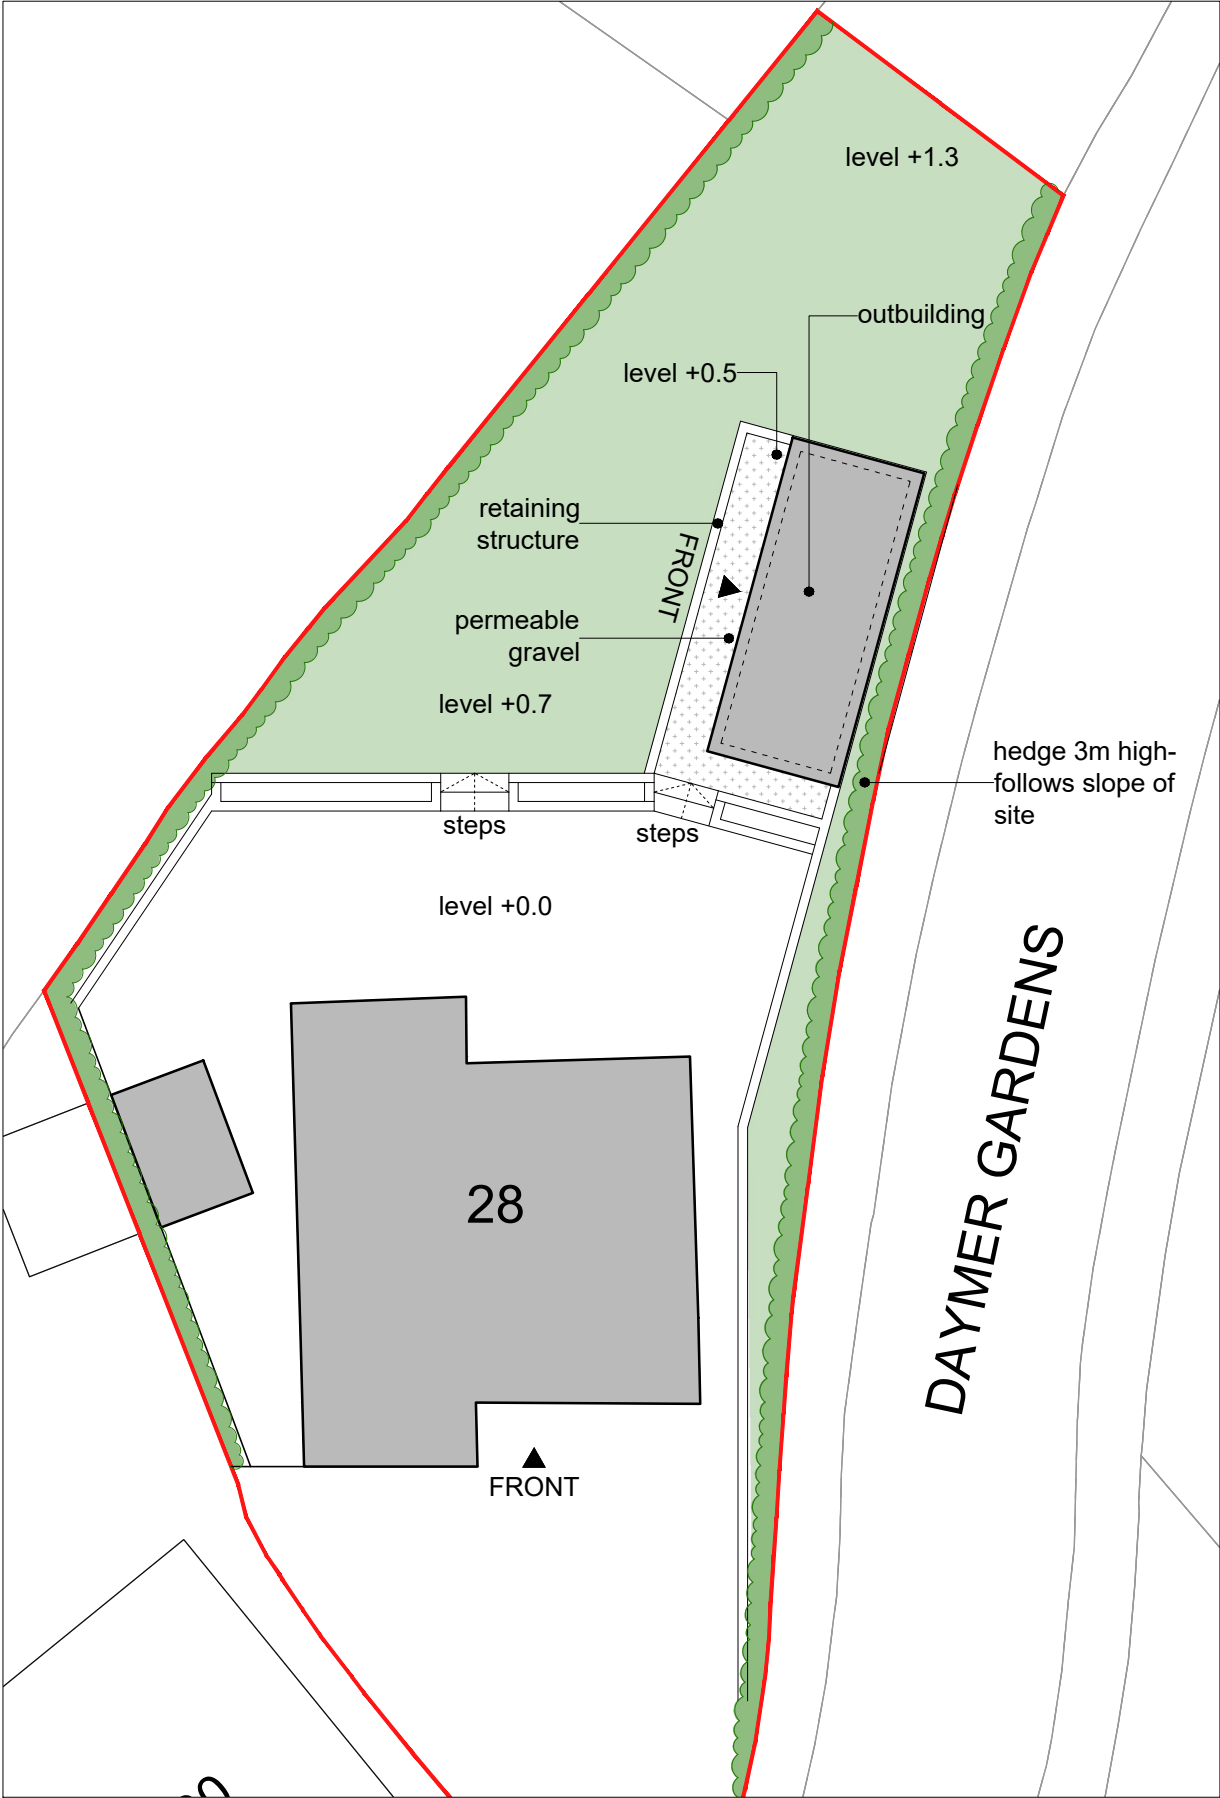 level +1.3
outbuilding
level +0.5
retaining
structure
FRONT
permeable
gravel
level +0.7
hedge 3m high-
follows slope of
site
steps
steps
level +0.0
DAYMER GARDENS
28
FRONT